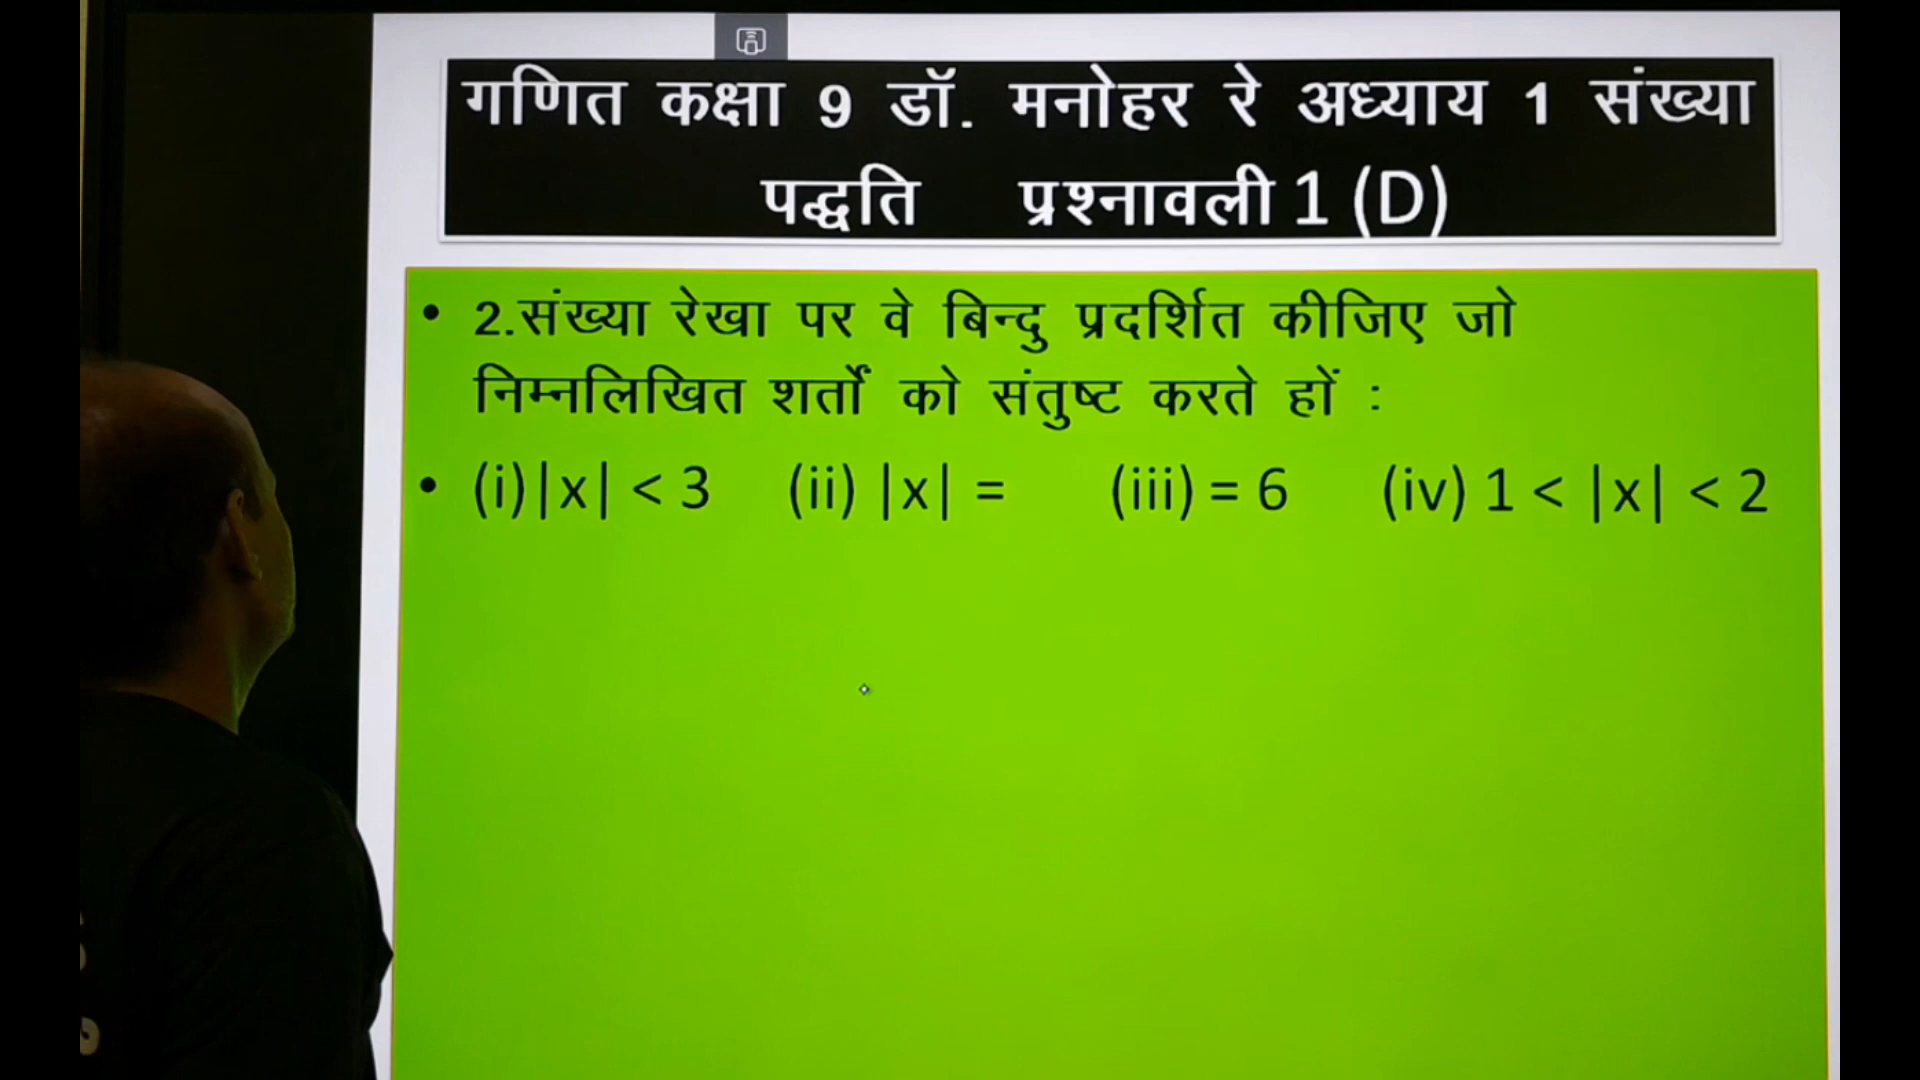 गणित कक्षा 9 डॉ. मनोहर रे अध्याय 1 संख्या
पद्धति प्रश्नावली 1 (D)
• 2.संख्या रेखा पर वे बिन्दु प्रदर्शित कीजिए जो
निम्नलिखित शर्तों को संतुष्ट करते हों :
• (i)|x| < 3 (ii) |x| = (iii) = 6 (iv) 1 < |x| < 2